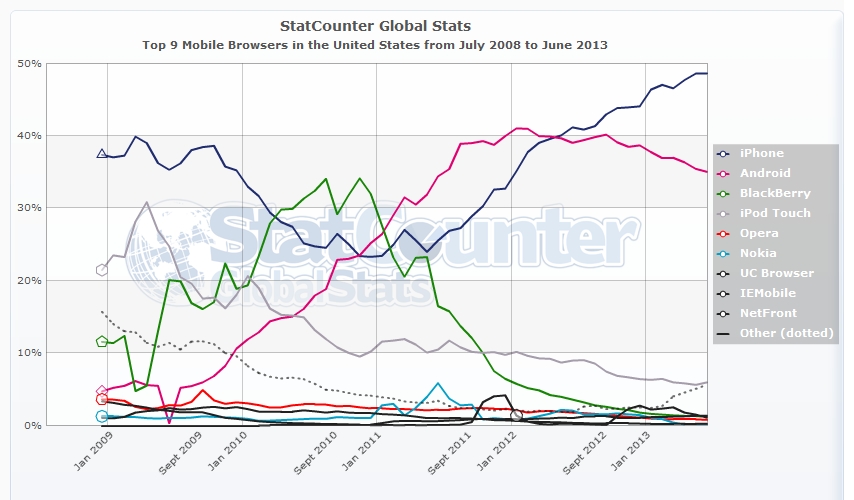 StatCounter Global Stats
Top 9 Mobile Browsers in the United States from July 2008 to June 2013
50%
40%
30%
20%
10%
0%
StatCounter
GlobalStats
iPhone
Android
BlackBerry
iPod Touch
Opera
Nokia
UC Browser
IEMobile
NetFront
Other (dotted)
Jan 2009
Sept 2009
Jan 2010
Sept 2010
Jan 2011
Sept 2011
Jan 2012
Sept 2012
Jan 2013